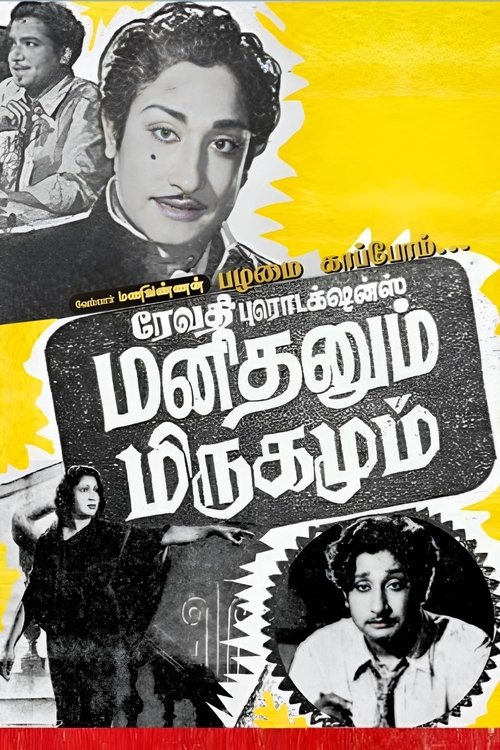 வேம்பார் மணிவண்ணன் பழமை காப்போம்...
ரேவதி புரொடக்ஷன்ஸ்
மனிதனும்
மிருகமும்